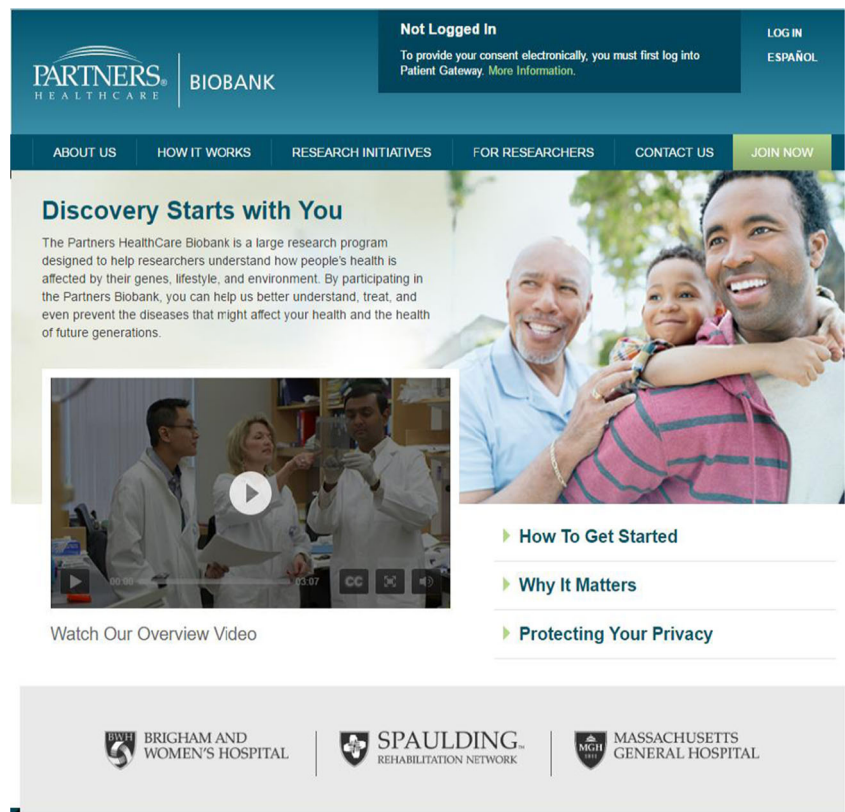 Not Logged In
To provide your consent electronically, you must first log into
Patient Gateway. More Information.
LOG IN
ESPAÑOL
PARTNERS®
HEALTHCARE
BIOBANK
ABOUT US
HOW IT WORKS
RESEARCH INITIATIVES
FOR RESEARCHERS
CONTACT US
JOIN NOW
Discovery Starts with You
The Partners HealthCare Biobank is a large research program
designed to help researchers understand how people's health is
affected by their genes, lifestyle, and environment. By participating in
the Partners Biobank, you can help us better understand, treat, and
even prevent the diseases that might affect your health and the health
of future generations.
00:00
03:07
CC
Watch Our Overview Video
How To Get Started
Why It Matters
Protecting Your Privacy
BWH
BRIGHAM AND
WOMEN'S HOSPITAL
SPAULDING™
REHABILITATION NETWORK
MGH
1811
MASSACHUSETTS
GENERAL HOSPITAL